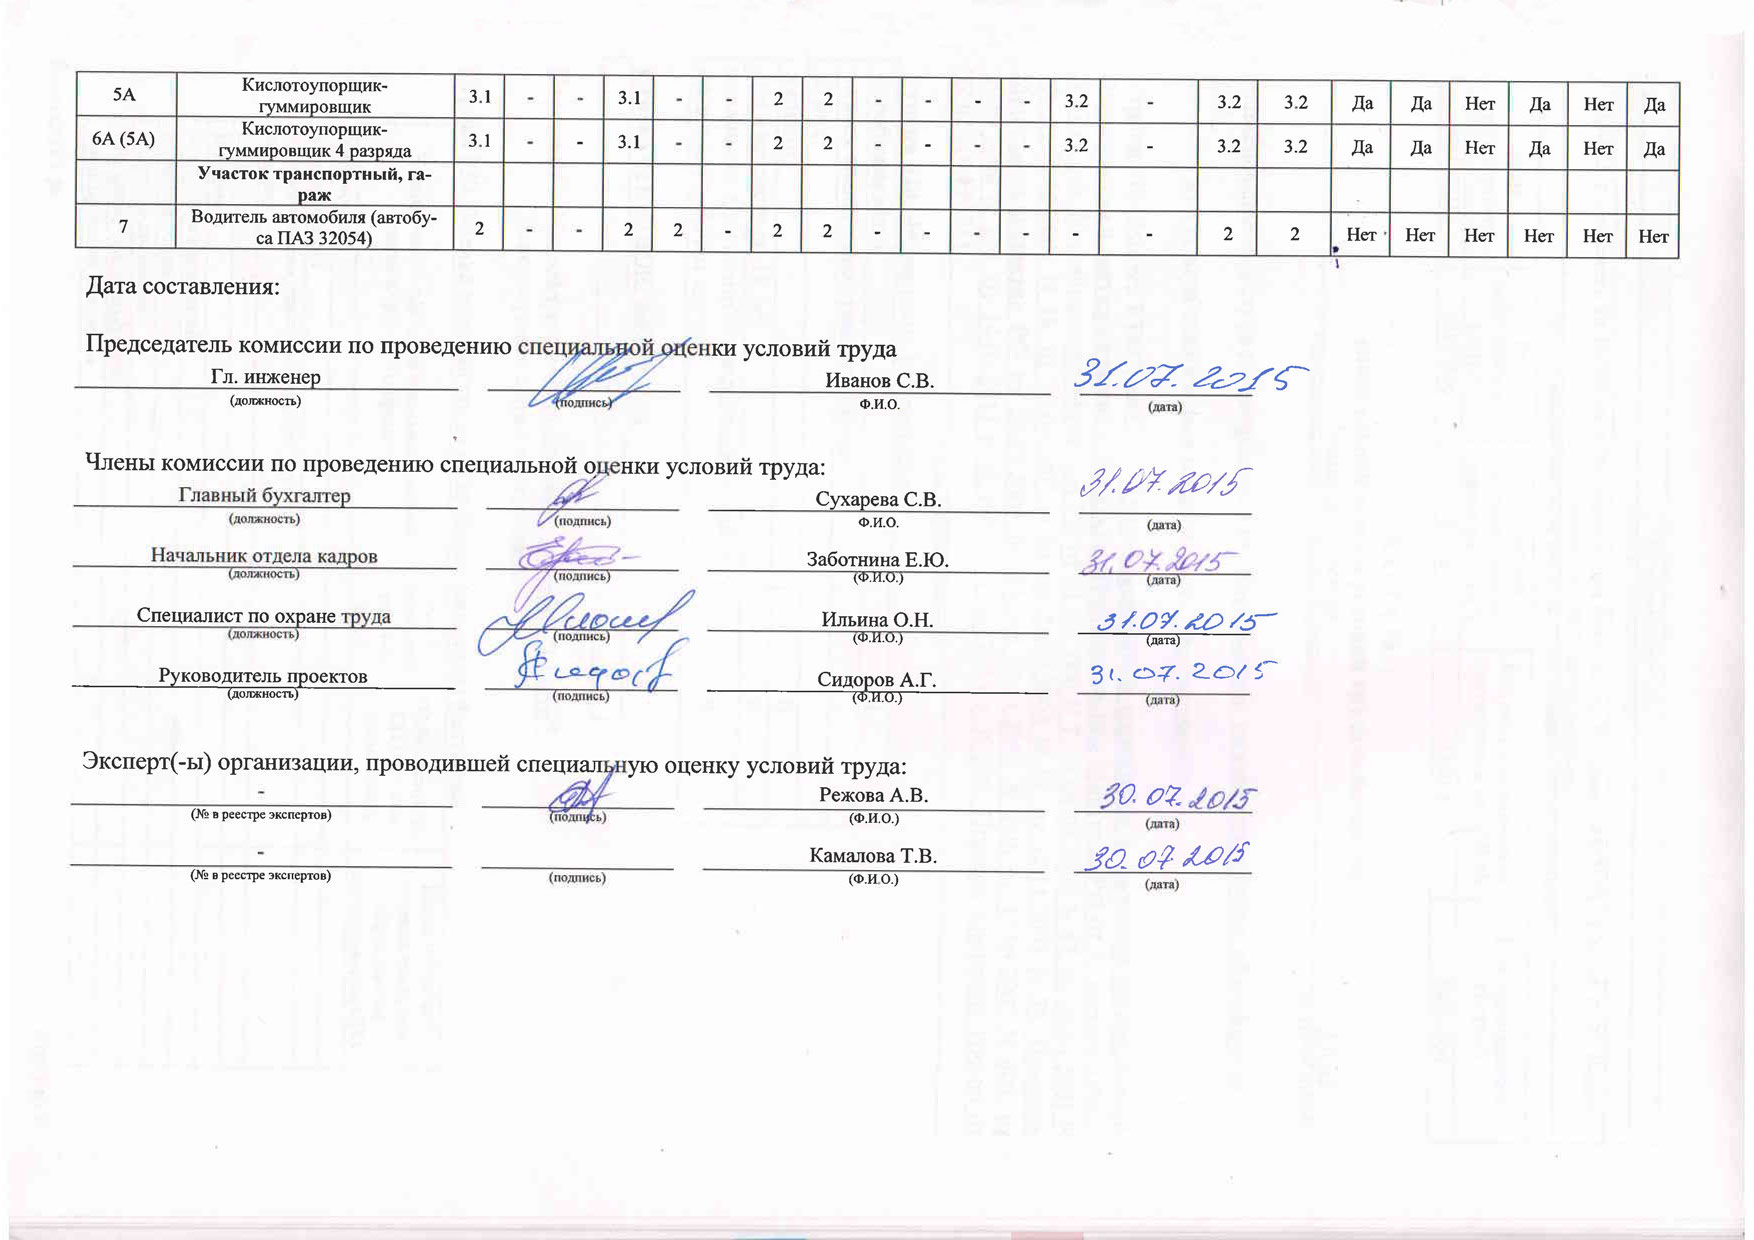 5А Кислотоупорщик-гуммировщик 3.1 - - 3.1 - - 2 2 - - - - 3.2 - 3.2 3.2 Да Да Нет Да Нет Да
6А (5А) Кислотоупорщик-гуммировщик 4 разряда 3.1 - - 3.1 - - 2 2 - - - - 3.2 - 3.2 3.2 Да Да Нет Да Нет Да
Участок транспортный, га-
раж
7 Водитель автомобиля (автобу-
са ПАЗ 32054) 2 - - 2 2 - 2 2 - - - - - - 2 2 Нет Нет Нет Нет Нет Нет
Дата составления:
Председатель комиссии по проведению специальной оценки условий труда
Гл. инженер Иванов С.В. 31.07.2015
(должность) (подпись) Ф.И.О. (дата)
Члены комиссии по проведению специальной оценки условий труда:
Главный бухгалтер Сухарева С.В. 31.07.2015
(должность) (подпись) Ф.И.О. (дата)
Начальник отдела кадров Заботнина Е.Ю. 31.07.2015
(должность) (подпись) (Ф.И.О.) (дата)
Специалист по охране труда Ильина О.Н. 31.07.2015
(должность) (подпись) (Ф.И.О.) (дата)
Руководитель проектов Сидоров А.Г. 31.07.2015
(должность) (подпись) (Ф.И.О.) (дата)
Эксперт(-ы) организации, проводившей специальную оценку условий труда:
- Режова А.В. 30.07.2015
(№ в реестре экспертов) (подпись) (Ф.И.О.) (дата)
- Камалова Т.В. 30.07 2015
(№ в реестре экспертов) (подпись) (Ф.И.О.) (дата)